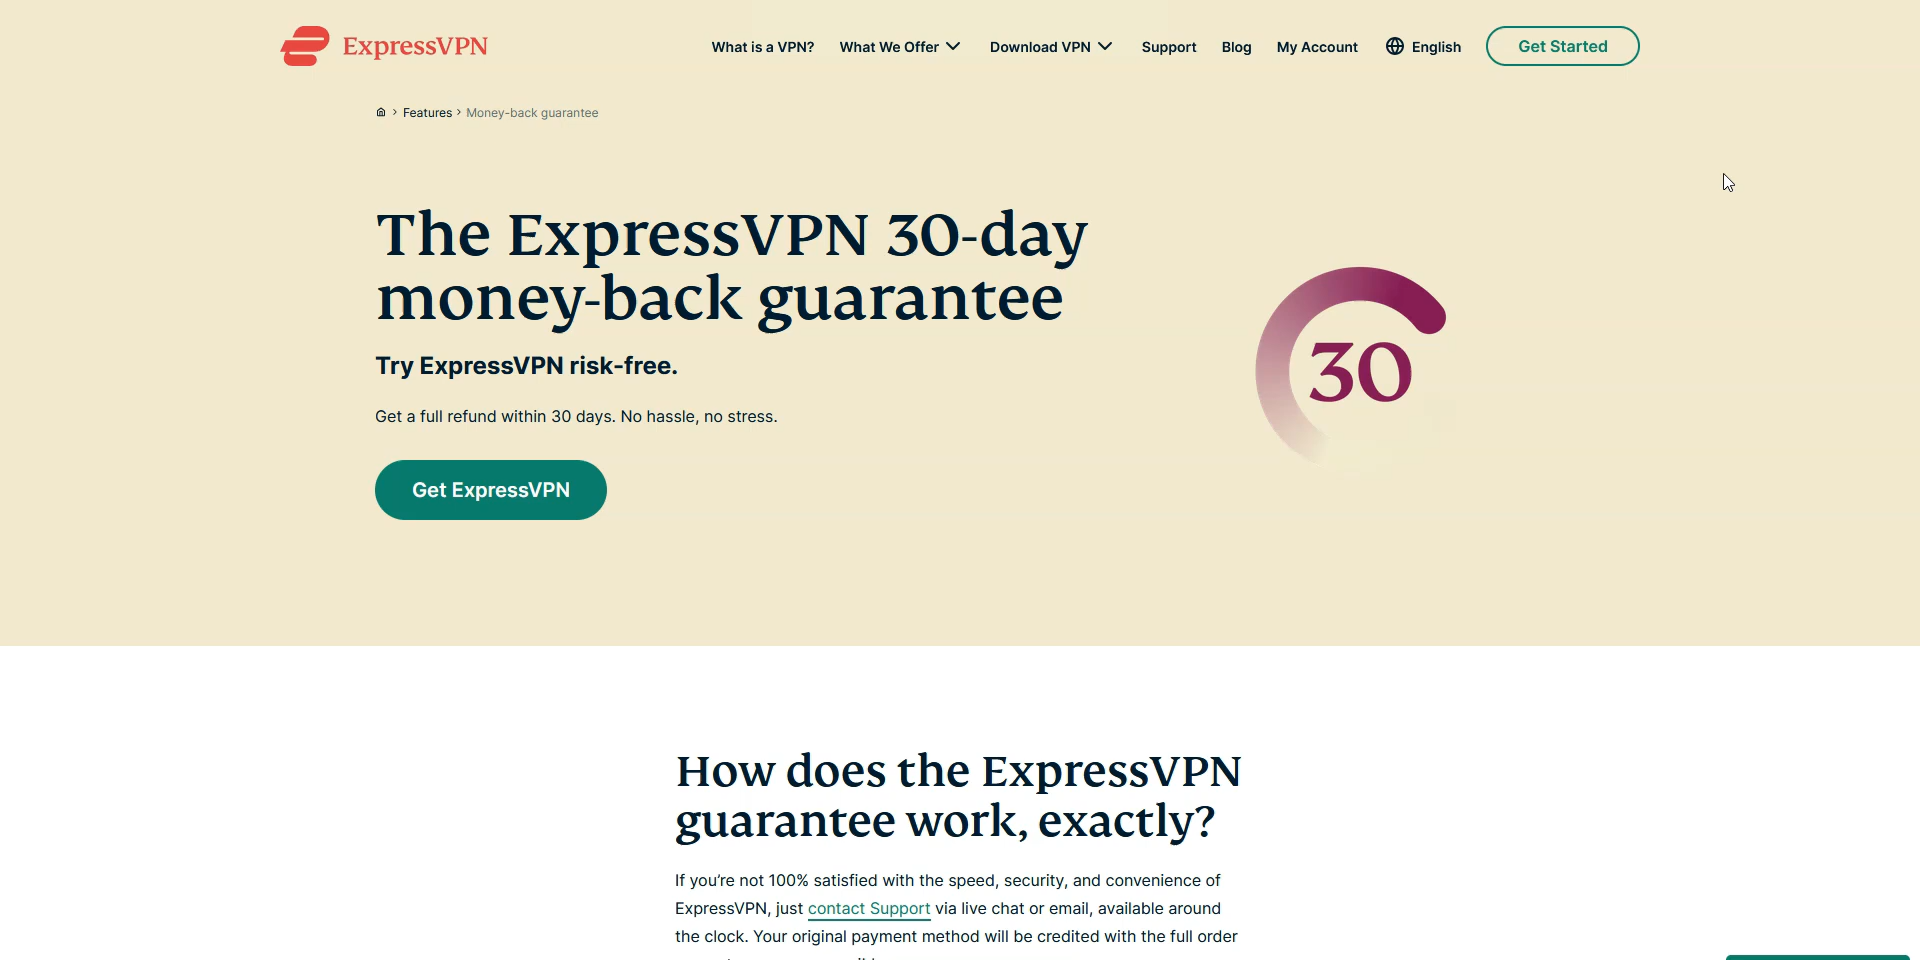 ExpressVPN
What is a VPN? What We Offer Download VPN Support Blog My Account English Get Started
Features › Money-back guarantee
The ExpressVPN 30-day
money-back guarantee
Try ExpressVPN risk-free.
Get a full refund within 30 days. No hassle, no stress.
Get ExpressVPN
30
How does the ExpressVPN
guarantee work, exactly?
If you’re not 100% satisfied with the speed, security, and convenience of
ExpressVPN, just contact Support via live chat or email, available around
the clock. Your original payment method will be credited with the full order